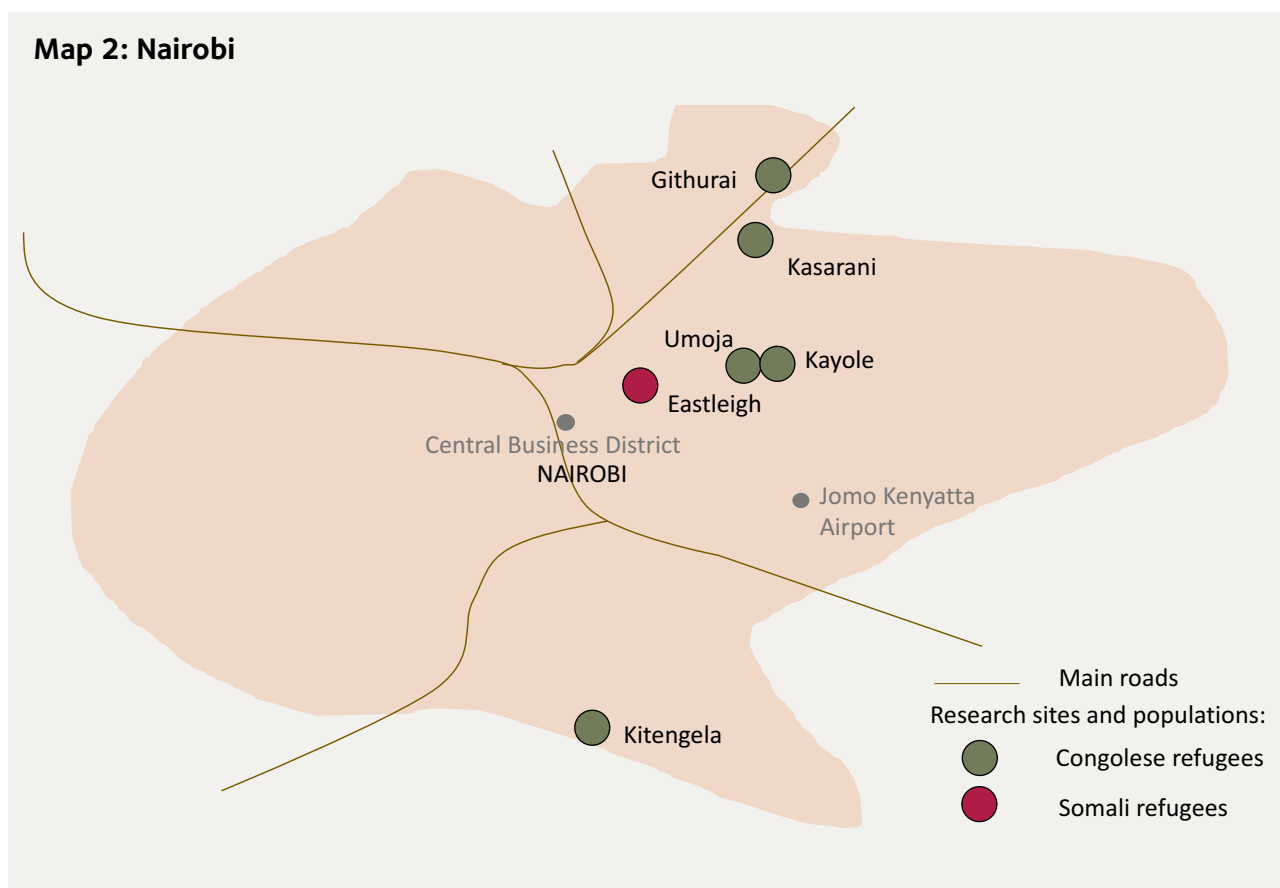 Map 2: Nairobi
Githurai
Kasarani
Umoja
Kayole
Eastleigh
Central Business District
NAIROBI
Jomo Kenyatta
Airport
Kitengela
Main roads
Research sites and populations:
Congolese refugees
Somali refugees